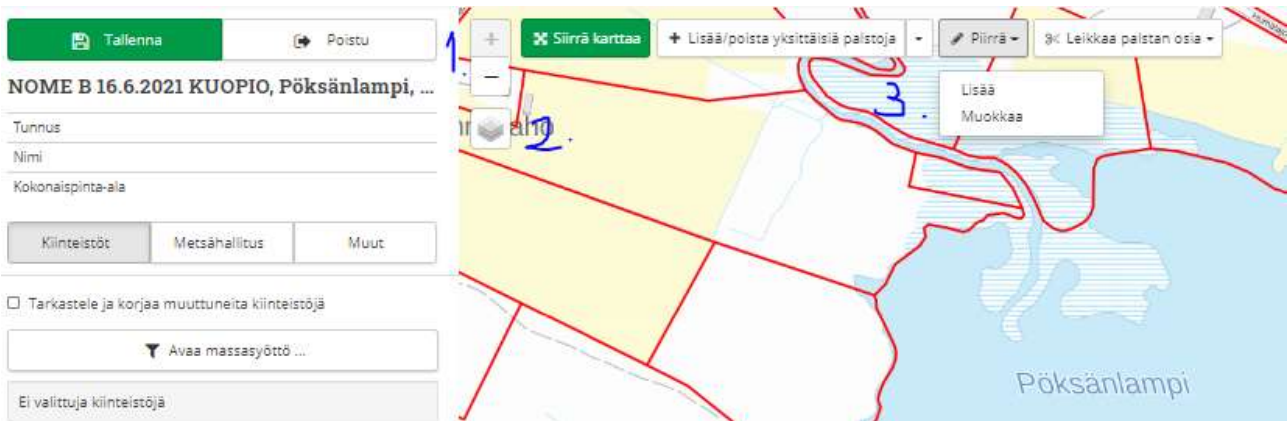 Tallenna
Poistu
NOME B 16.6.2021 KUOPIO, Pöksänlampi, ...
Tunnus
Nimi
Kokonaispinta-ala
Kiinteistöt
Metsähallitus
Muut
Tarkastele ja korjaa muuttuneita kiinteistöjä
Avaa massasyöttö ...
Ei valittuja kiinteistöjä
1.
+
Siirrä karttaa
+ Lisää/poista yksittäisiä palstoja
Piirrä
Leikkaa palstan osia
−
Lisää
Muokkaa
3.
aho
2.
Pöksänlampi